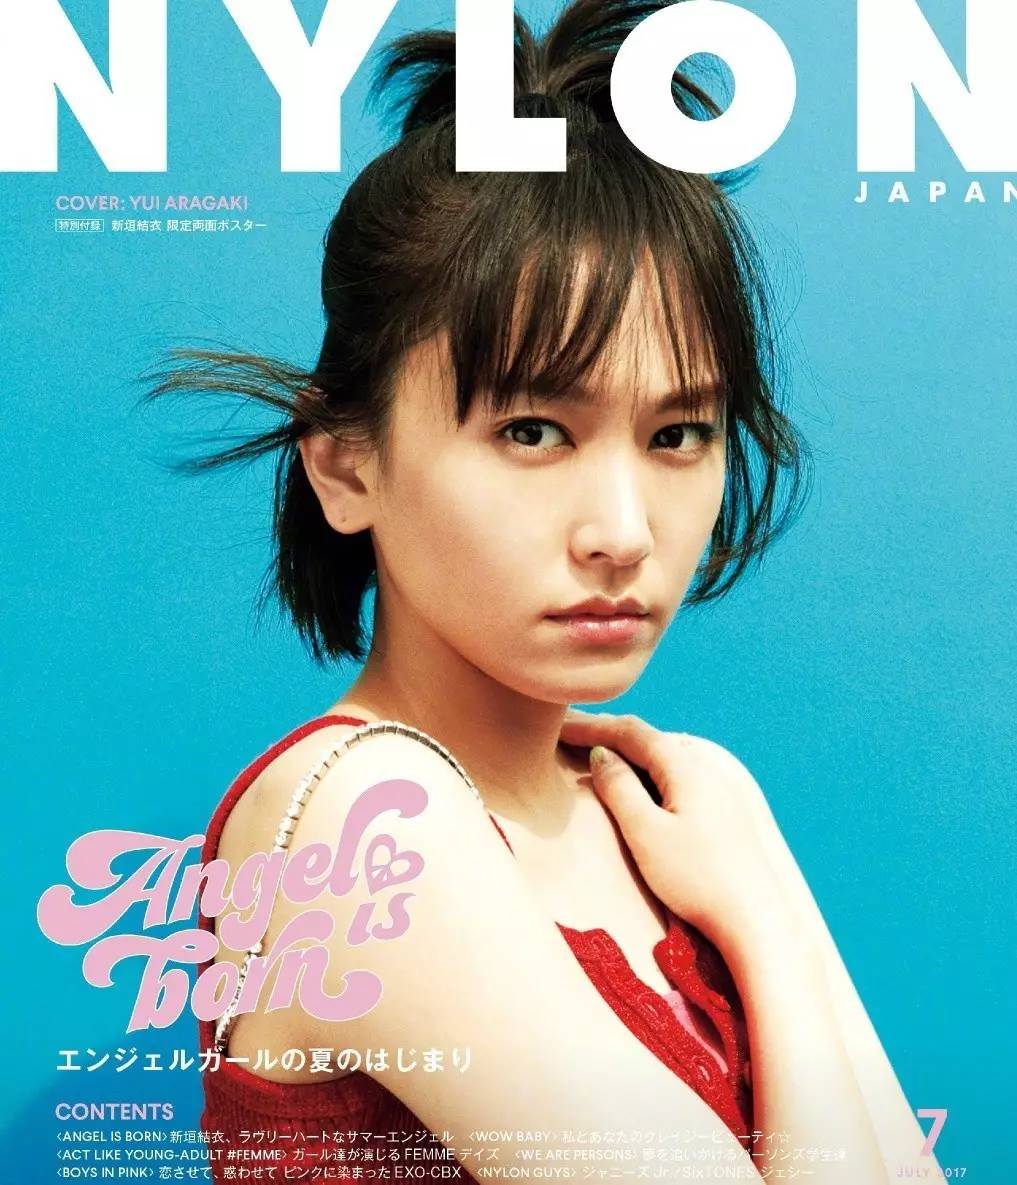 NYLON
JAPAN
COVER: YUI ARAGAKI
特別付録 新垣結衣 限定両面ポスター
Angel is born
エンジェルガールの夏のはじまり
CONTENTS
〈ANGEL IS BORN〉新垣結衣、ラヴリーハートなサマーエンジェル 〈WOW BABY〉私とあなたのクレイジービューティ☆
〈ACT LIKE YOUNG-ADULT #FEMME〉ガール達が演じる FEMME デイズ 〈WE ARE PERSONS〉夢を追いかけるパーソンズ学生
〈BOYS IN PINK〉恋させて、惑わせて ピンクに染まったEXO-CBX 〈NYLON GUYS〉ジャニーズ Jr./SixTONES ジェシー
7
JULY 2017